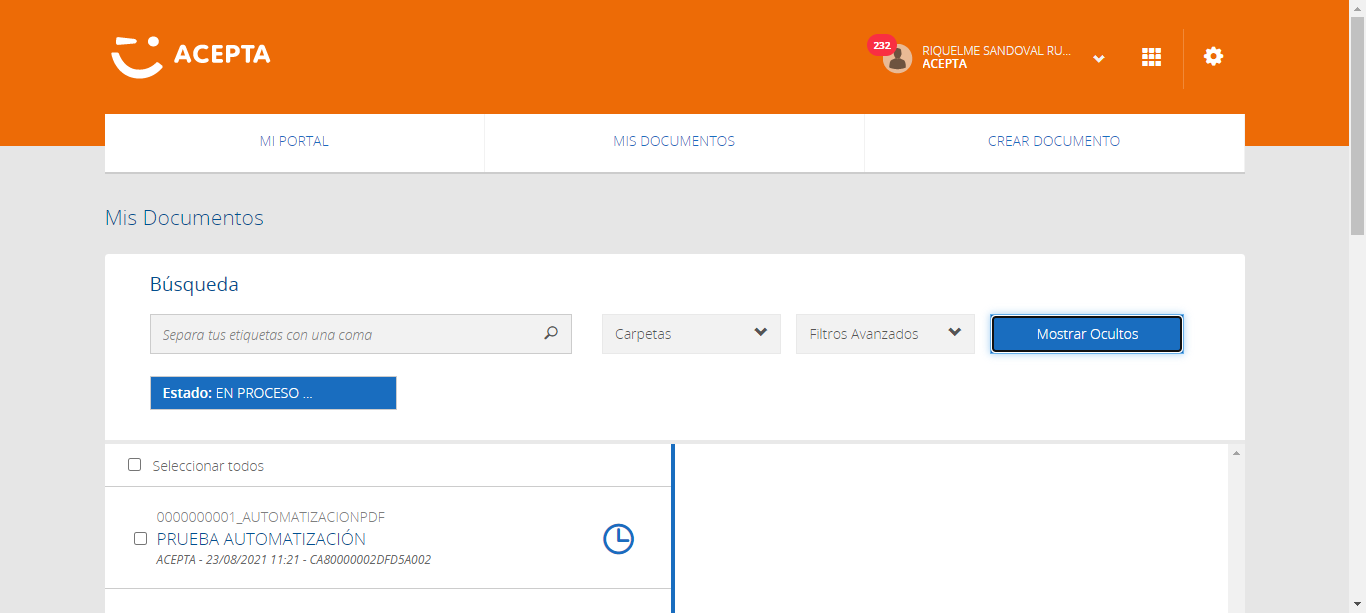 ACEPTA
232
RIQUELME SANDOVAL RU...
ACEPTA
MI PORTAL
MIS DOCUMENTOS
CREAR DOCUMENTO
Mis Documentos
Búsqueda
Separa tus etiquetas con una coma
Carpetas
Filtros Avanzados
Mostrar Ocultos
Estado: EN PROCESO ...
Seleccionar todos
0000000001_AUTOMATIZACIONPDF
PRUEBA AUTOMATIZACIÓN
ACEPTA - 23/08/2021 11:21 - CA80000002DFD5A002